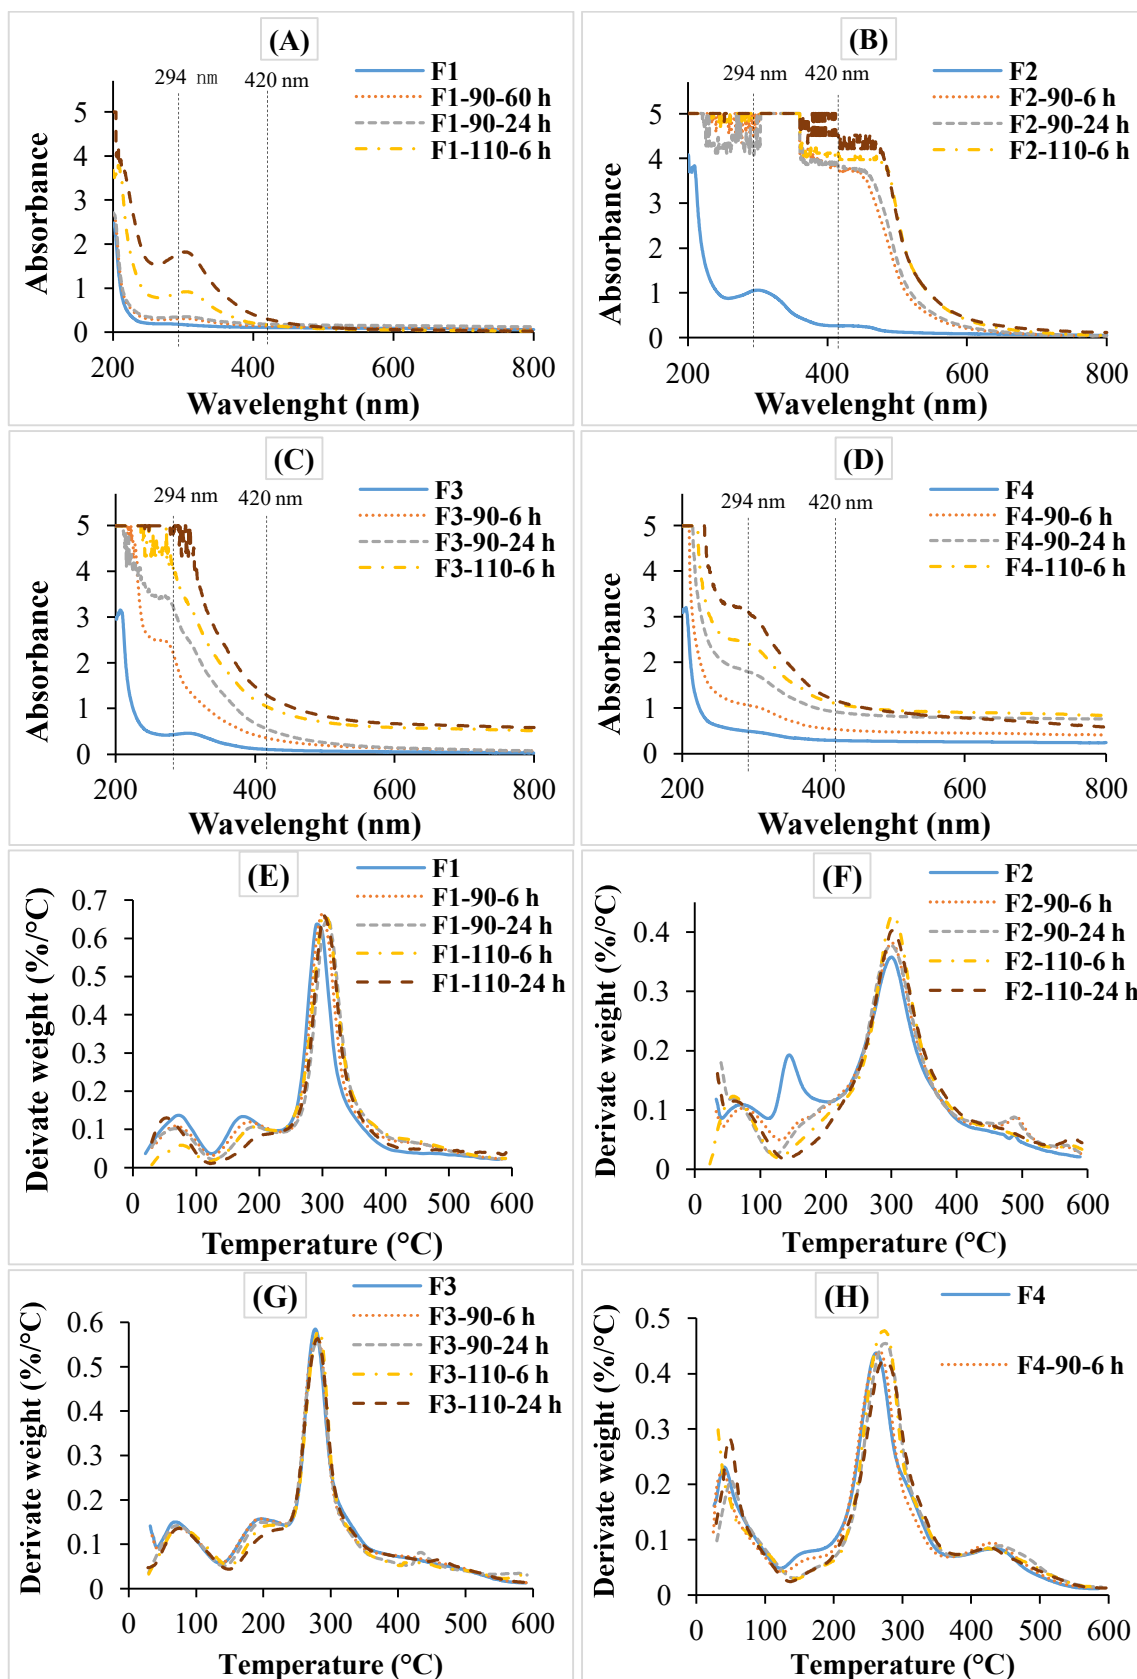 (A)
294 nm
420 nm
F1
F1-90-60 h
F1-90-24 h
F1-110-6 h
5
4
3
2
1
0
200
400
600
800
Absorbance
Wavelenght (nm)
(B)
294 nm
420 nm
F2
F2-90-6 h
F2-90-24 h
F2-110-6 h
5
4
3
2
1
0
200
400
600
800
Absorbance
Wavelenght (nm)
(C)
294 nm
420 nm
F3
F3-90-6 h
F3-90-24 h
F3-110-6 h
5
4
3
2
1
0
200
400
600
800
Absorbance
Wavelenght (nm)
(D)
294 nm
420 nm
F4
F4-90-6 h
F4-90-24 h
F4-110-6 h
5
4
3
2
1
0
200
400
600
800
Absorbance
Wavelenght (nm)
(E)
F1
F1-90-6 h
F1-90-24 h
F1-110-6 h
F1-110-24 h
0.7
0.6
0.5
0.4
0.3
0.2
0.1
0
0
100
200
300
400
500
600
Deivate weight (%/°C)
Temperature (°C)
(F)
F2
F2-90-6 h
F2-90-24 h
F2-110-6 h
F2-110-24 h
0.4
0.3
0.2
0.1
0
0
100
200
300
400
500
600
Derivate weight (%/°C)
Temperature (°C)
(G)
F3
F3-90-6 h
F3-90-24 h
F3-110-6 h
F3-110-24 h
0.6
0.5
0.4
0.3
0.2
0.1
0
0
100
200
300
400
500
600
Derivate weight (%/°C)
Temperature (°C)
(H)
F4
F4-90-6 h
0.5
0.4
0.3
0.2
0.1
0
0
100
200
300
400
500
600
Derivate weight (%/°C)
Temperature (°C)